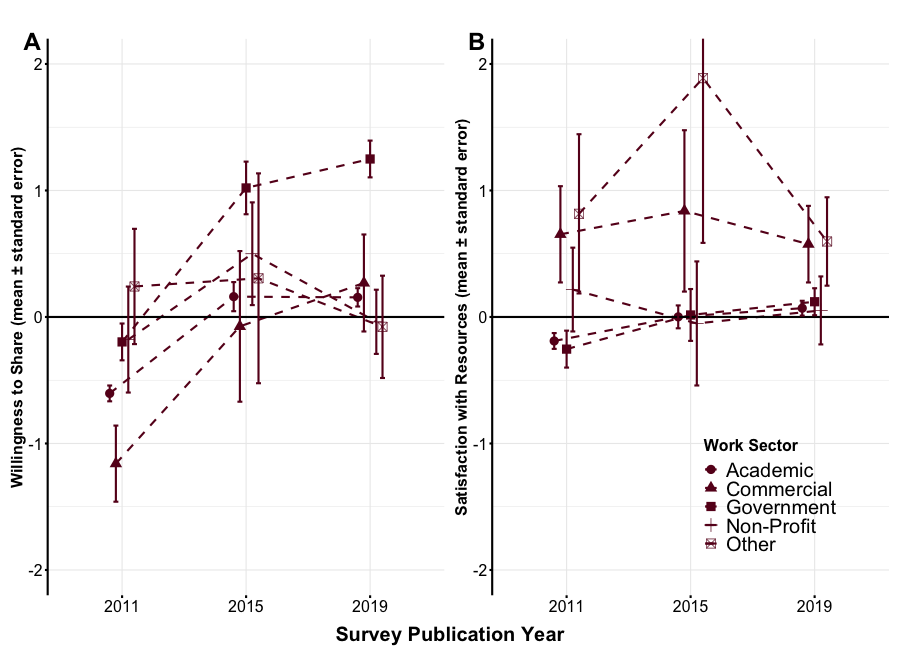 A
B
Willingness to Share (mean ± standard error)
2
1
0
-1
-2
2011
2015
2019
Satisfaction with Resources (mean ± standard error)
2
1
0
-1
-2
2011
2015
2019
Work Sector
Academic
Commercial
Government
Non-Profit
Other
Survey Publication Year